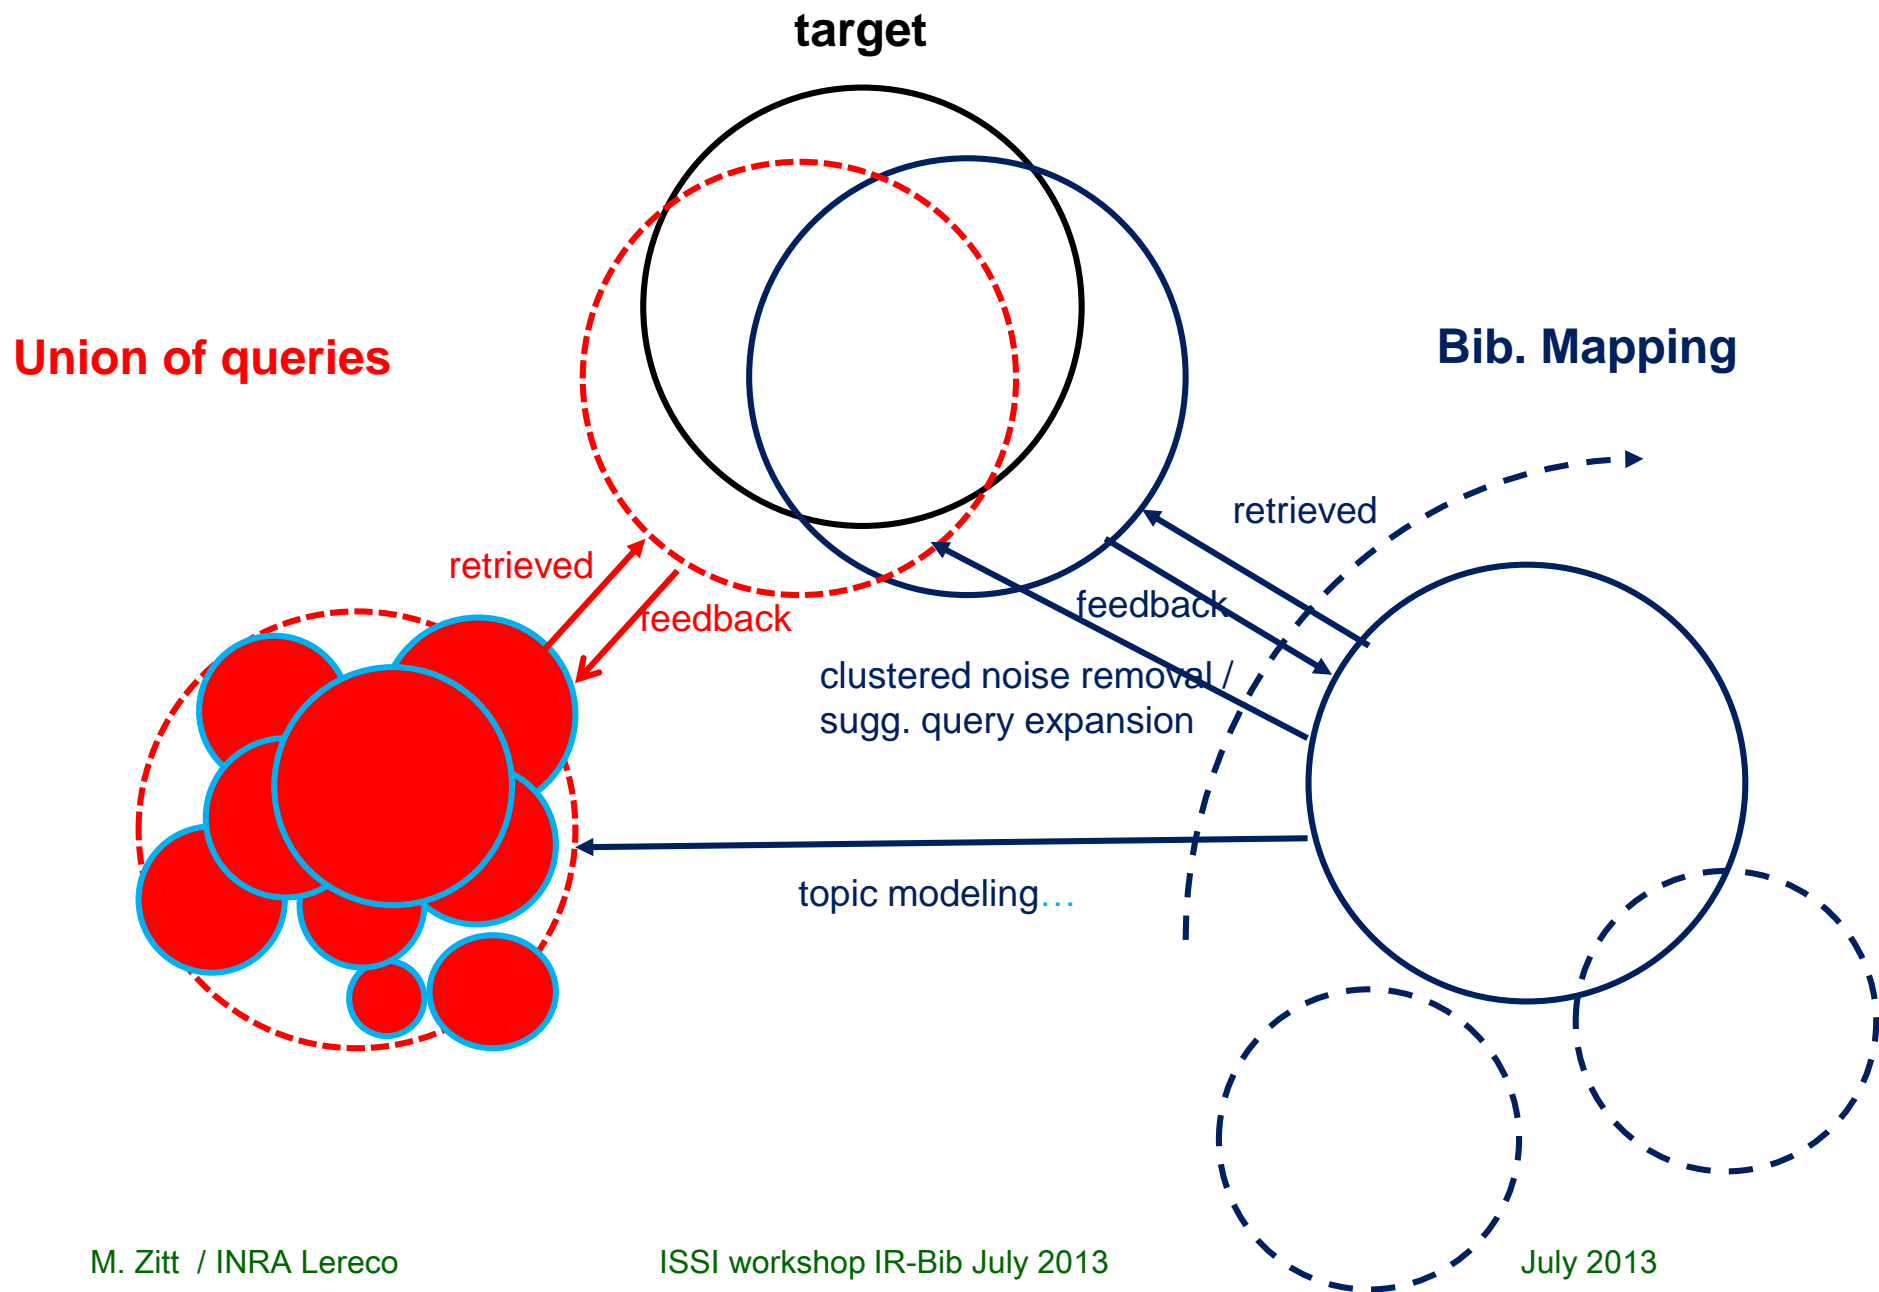 target
Union of queries
Bib. Mapping
retrieved
retrieved
feedback
feedback
clustered noise removal /
sugg. query expansion
topic modeling…
M. Zitt / INRA Lereco
ISSI workshop IR-Bib July 2013
July 2013